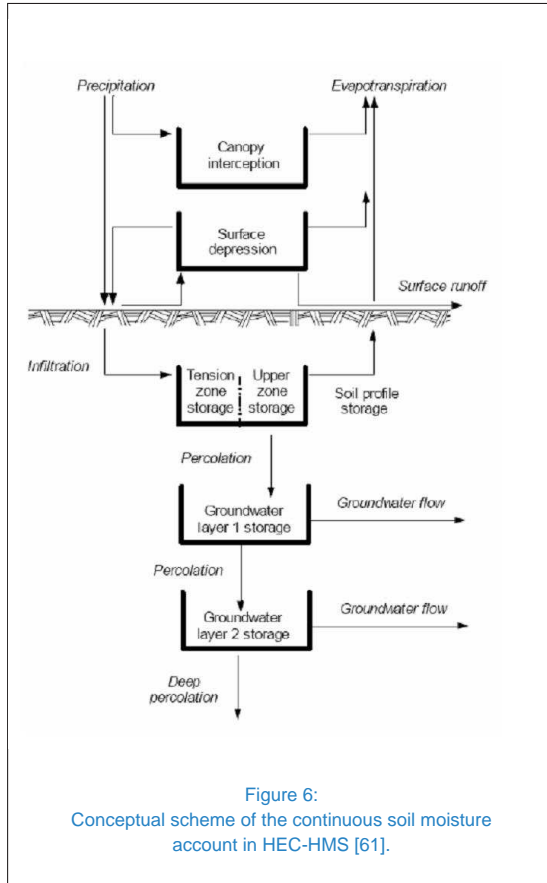 Precipitation
Evapotranspiration
Canopy
interception
Surface
depression
Surface runoff
Infiltration
Tension
zone
storage
Upper
zone
storage
Soil profile
storage
Percolation
Groundwater
layer 1 storage
Groundwater flow
Percolation
Groundwater
layer 2 storage
Groundwater flow
Deep
percolation
Figure 6:
Conceptual scheme of the continuous soil moisture
account in HEC-HMS [61].